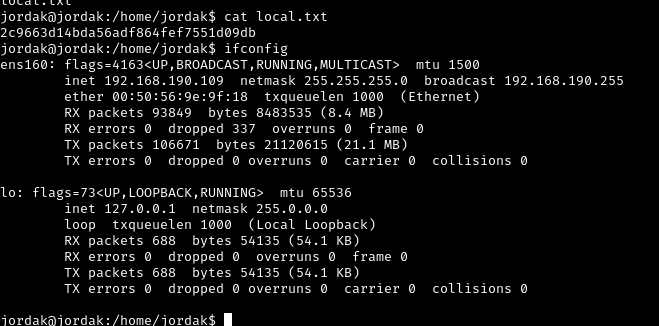 local.txt
jordak@jordak:/home/jordak$ cat local.txt
2c9663d14bda56adf864fef7551d09db
jordak@jordak:/home/jordak$ ifconfig
ens160: flags=4163<UP,BROADCAST,RUNNING,MULTICAST>  mtu 1500
        inet 192.168.190.109  netmask 255.255.255.0  broadcast 192.168.190.255
        ether 00:50:56:9e:9f:18  txqueuelen 1000  (Ethernet)
        RX packets 93849  bytes 8483535 (8.4 MB)
        RX errors 0  dropped 337  overruns 0  frame 0
        TX packets 106671  bytes 21120615 (21.1 MB)
        TX errors 0  dropped 0 overruns 0  carrier 0  collisions 0

lo: flags=73<UP,LOOPBACK,RUNNING>  mtu 65536
        inet 127.0.0.1  netmask 255.0.0.0
        loop  txqueuelen 1000  (Local Loopback)
        RX packets 688  bytes 54135 (54.1 KB)
        RX errors 0  dropped 0  overruns 0  frame 0
        TX packets 688  bytes 54135 (54.1 KB)
        TX errors 0  dropped 0 overruns 0  carrier 0  collisions 0

jordak@jordak:/home/jordak$